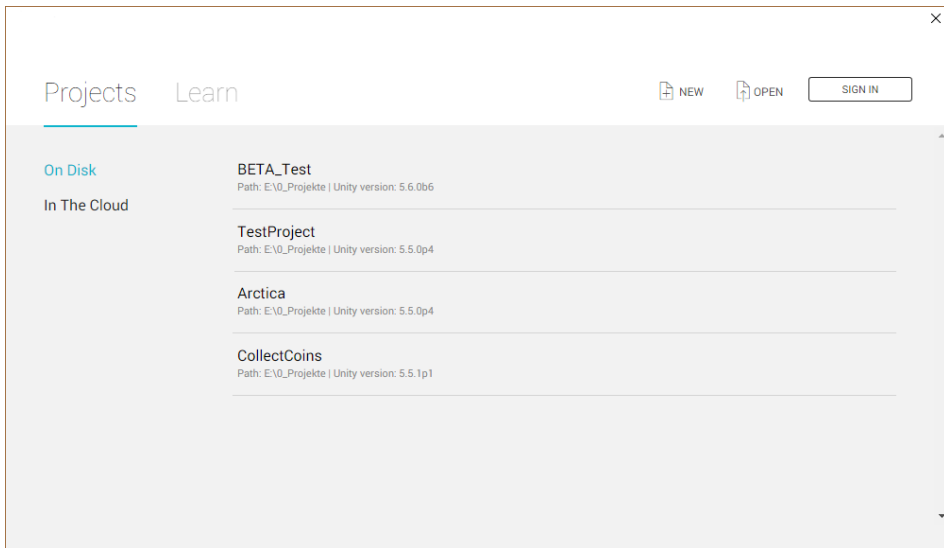 Projects
Learn
NEW
OPEN
SIGN IN
On Disk
In The Cloud
BETA_Test
Path: E:\0_Projekte | Unity version: 5.6.0b6
TestProject
Path: E:\0_Projekte | Unity version: 5.5.0p4
Arctica
Path: E:\0_Projekte | Unity version: 5.5.0p4
CollectCoins
Path: E:\0_Projekte | Unity version: 5.5.1p1